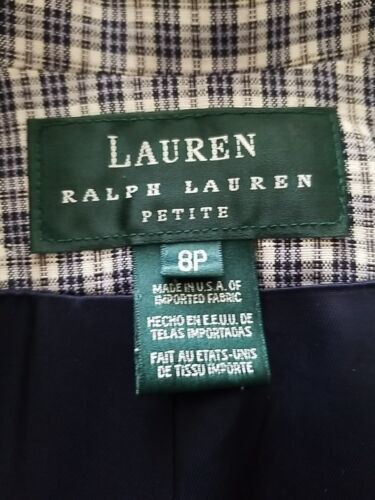 LAUREN
RALPH LAUREN
PETITE
8P
MADE IN U.S.A. OF
IMPORTED FABRIC
HECHO EN E.E.U.U. DE
TELAS IMPORTADAS
FAIT AU ETATS-UNIS
DE TISSU IMPORTE